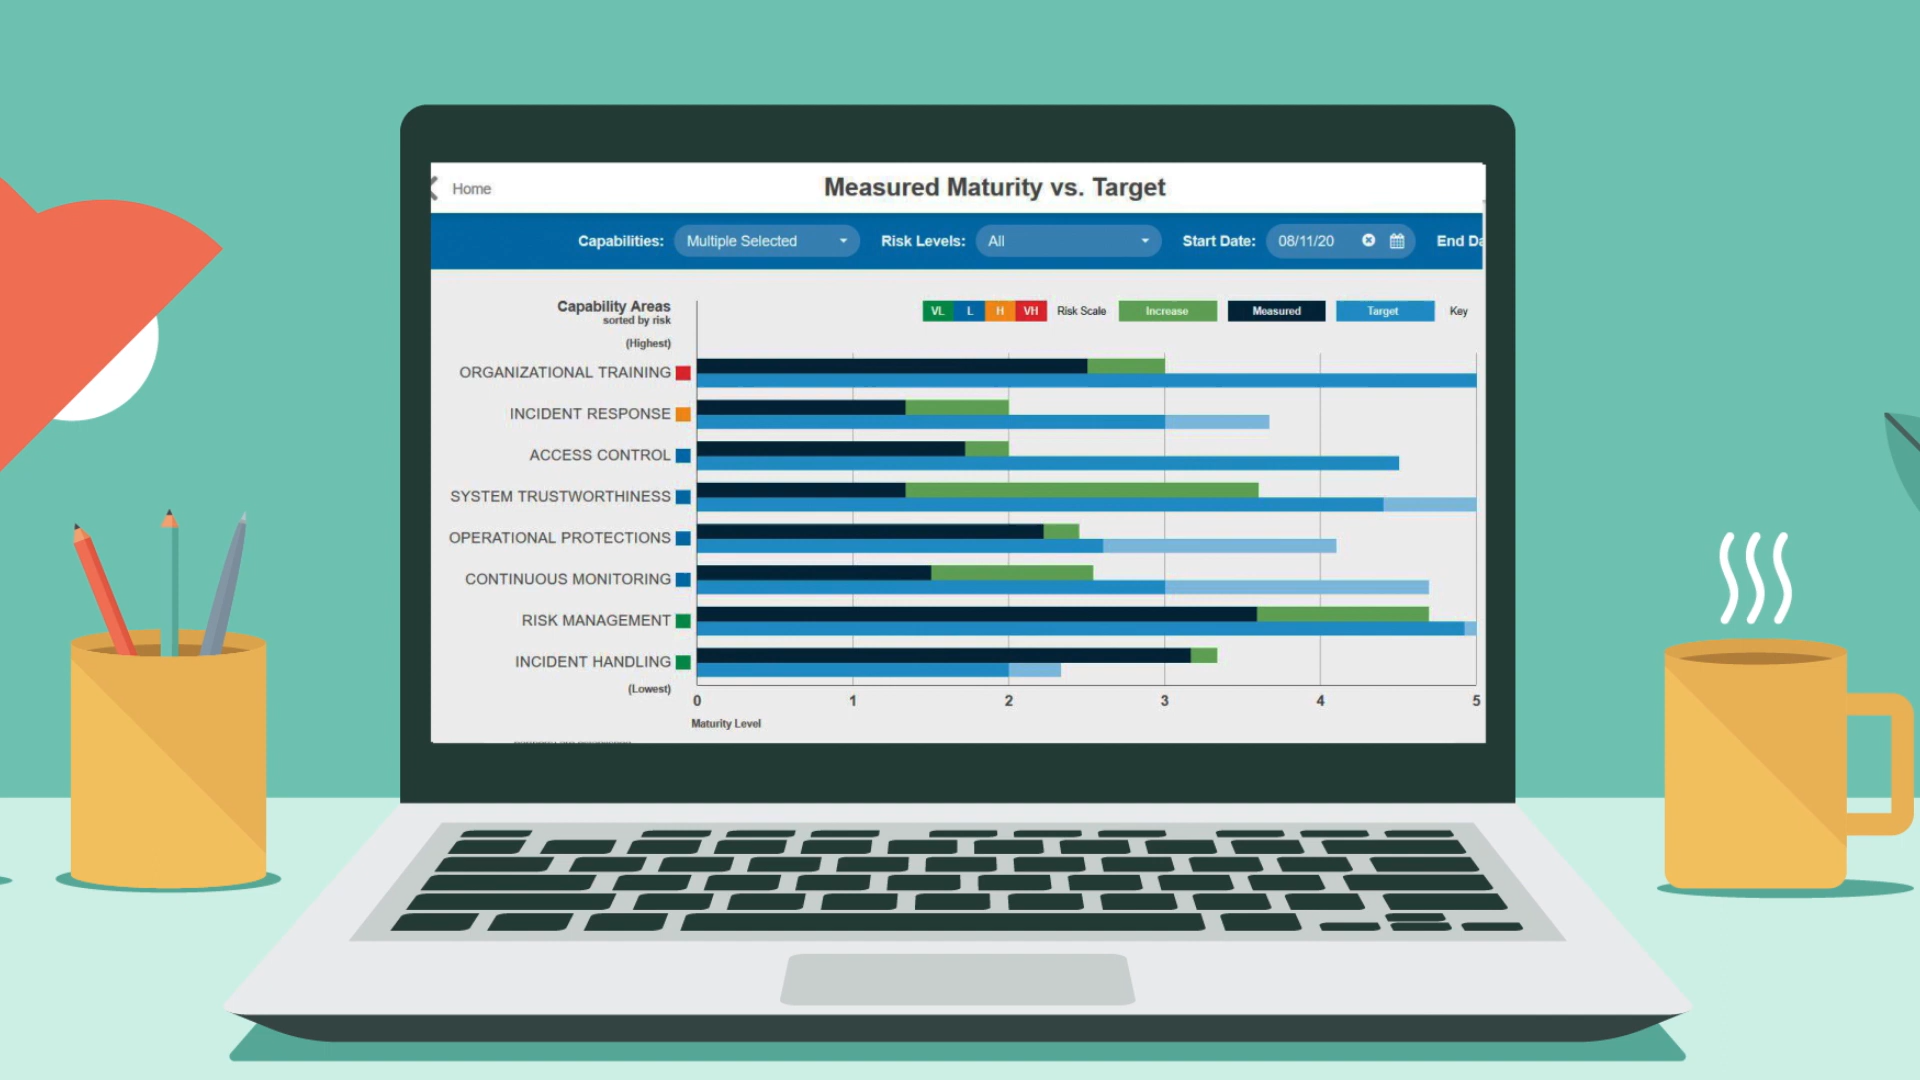 Home
Measured Maturity vs. Target
Capabilities: Multiple Selected Risk Levels: All Start Date: 08/11/20 End
Capability Areas
sorted by risk
(Highest)
VL L H VH Risk Scale Increase Measured Target Key
ORGANIZATIONAL TRAINING
INCIDENT RESPONSE
ACCESS CONTROL
SYSTEM TRUSTWORTHINESS
OPERATIONAL PROTECTIONS
CONTINUOUS MONITORING
RISK MANAGEMENT
INCIDENT HANDLING
(Lowest)
0 1 2 3 4 5
Maturity Level